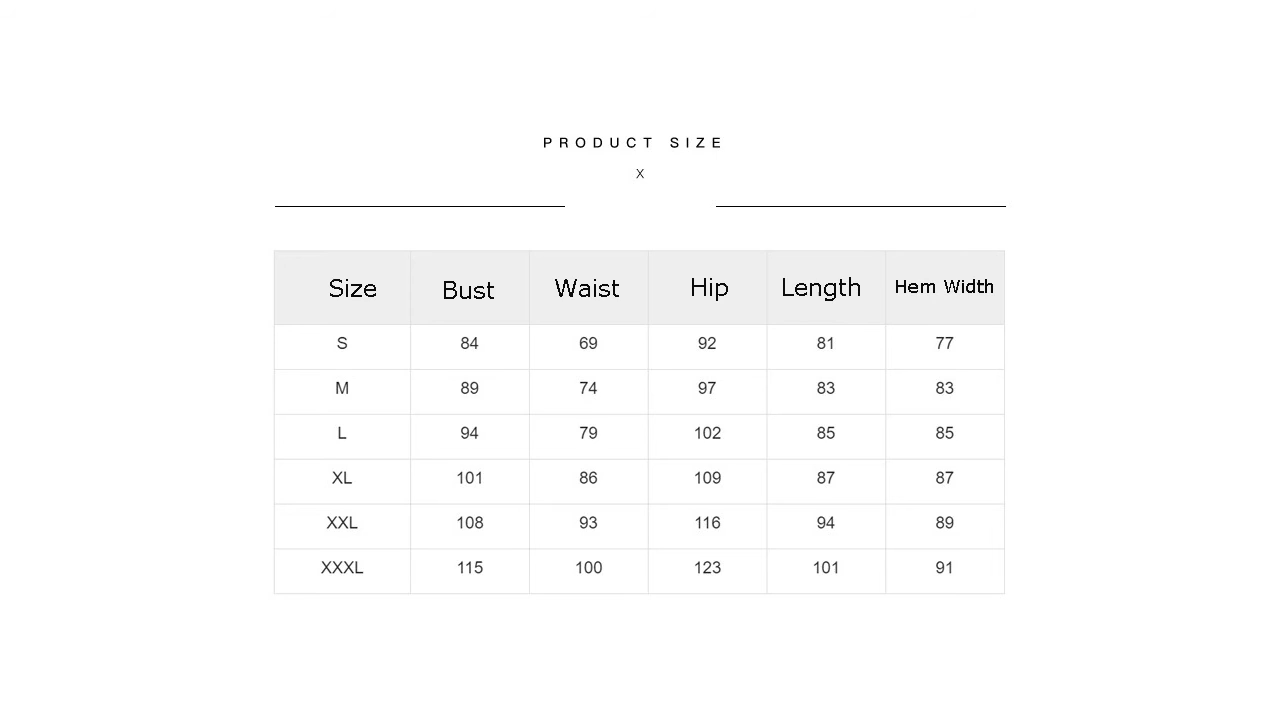 PRODUCT SIZE
X
Size Bust Waist Hip Length Hem Width
S 84 69 92 81 77
M 89 74 97 83 83
L 94 79 102 85 85
XL 101 86 109 87 87
XXL 108 93 116 94 89
XXXL 115 100 123 101 91